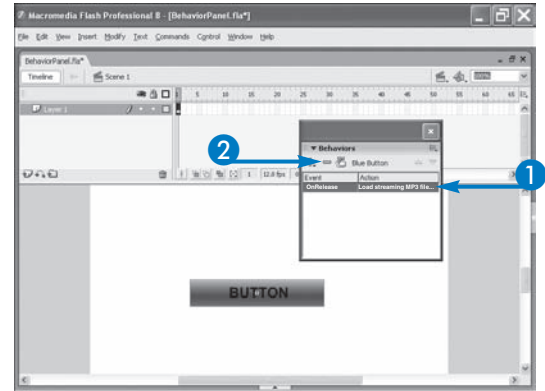 Macromedia Flash Professional 8 - [BehaviorPanel.fla*]
File Edit View Insert Modify Text Commands Control Window Help
BehaviorPanel.fla*
Timeline Scene 1 100%
5 10 15 20 25 30 35 40 45 50 55 60 65
Layer 1
Behaviors
2
Blue Button
1
Event Action
OnRelease Load streaming MP3 file...
1 12.0 fps
BUTTON